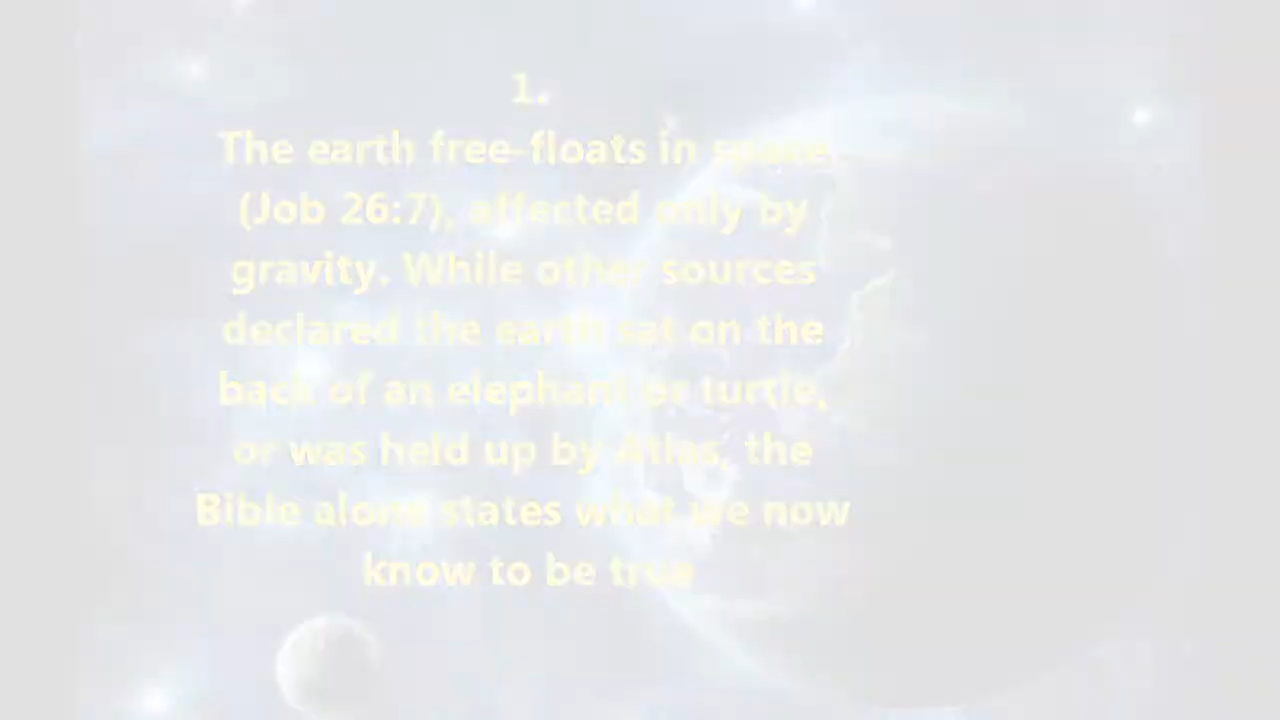 1.
The earth free-floats in space
(Job 26:7), affected only by
gravity. While other sources
declared the earth sat on the
back of an elephant or turtle,
or was held up by Atlas, the
Bible alone states what we now
know to be true